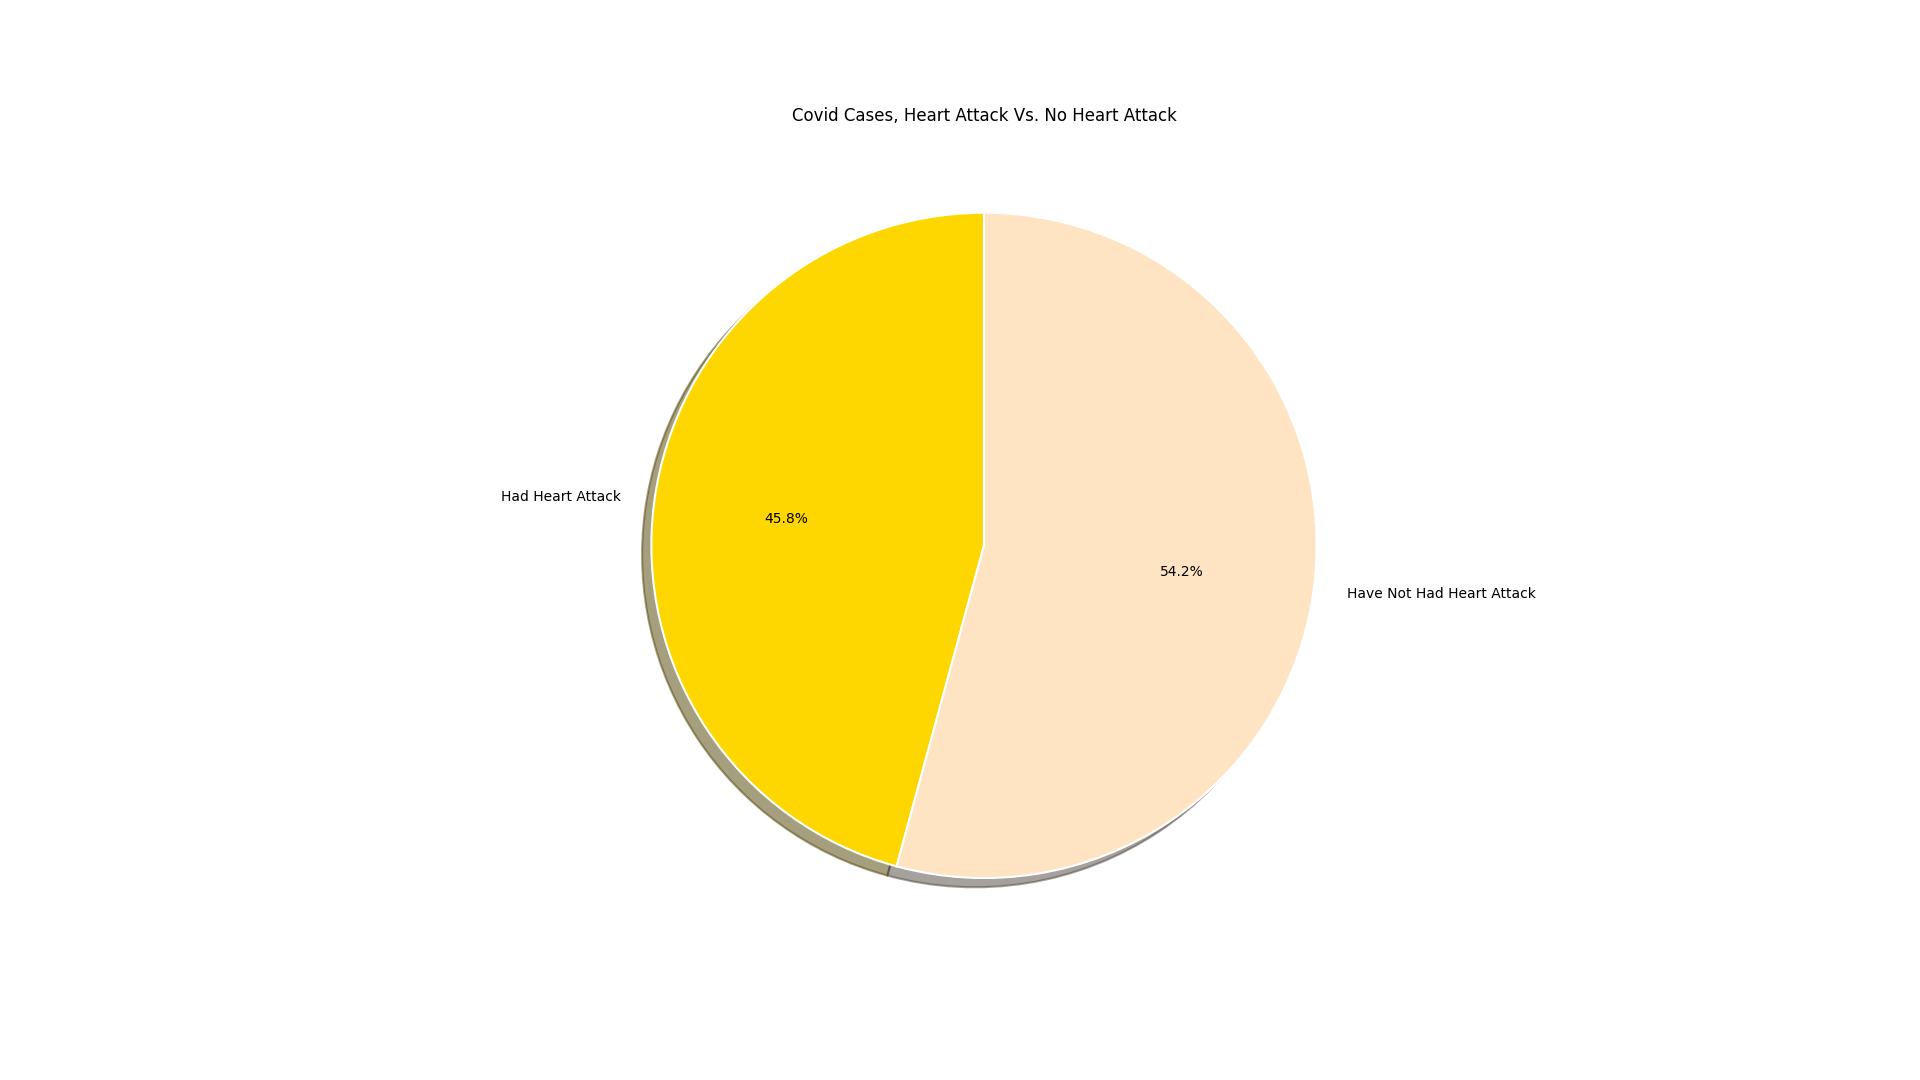 Covid Cases, Heart Attack Vs. No Heart Attack
Had Heart Attack
45.8%
54.2%
Have Not Had Heart Attack